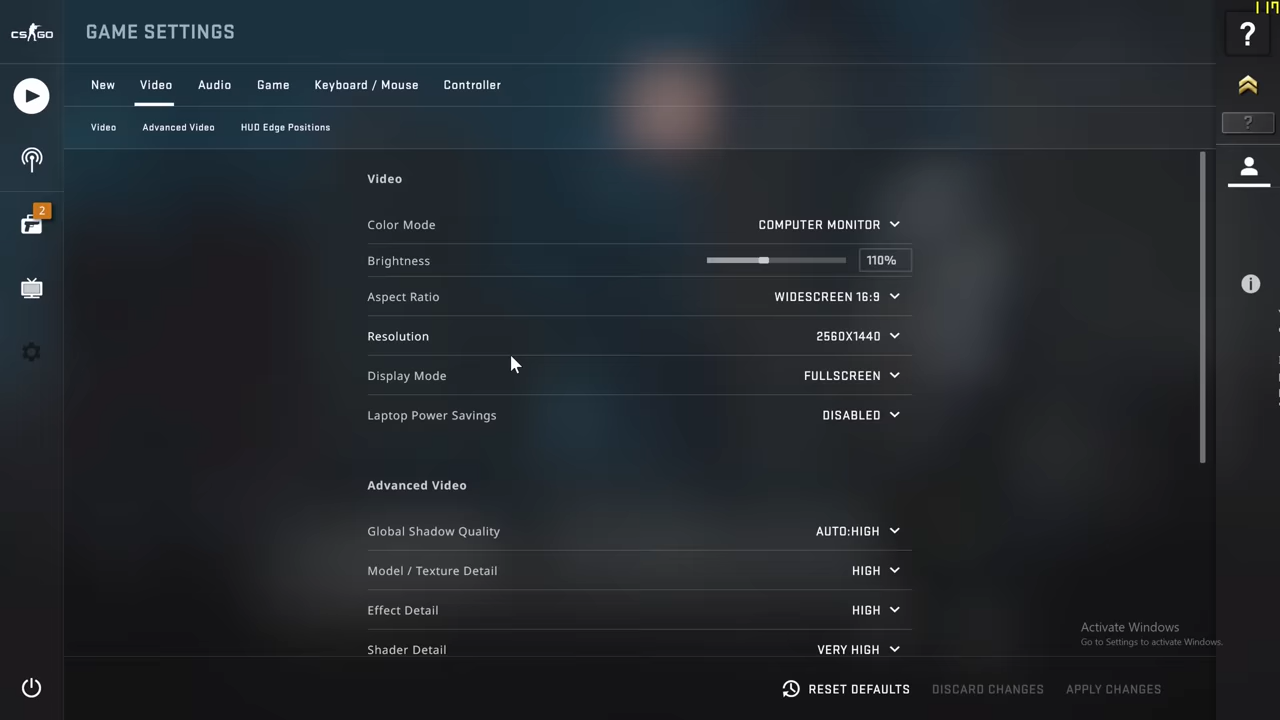 CS GO
GAME SETTINGS
117
?
New Video Audio Game Keyboard / Mouse Controller
?
Video Advanced Video HUD Edge Positions
Video
2
Color Mode COMPUTER MONITOR
Brightness 110%
Aspect Ratio WIDESCREEN 16:9
Resolution 2560X1440
Display Mode FULLSCREEN
Laptop Power Savings DISABLED
Advanced Video
Global Shadow Quality AUTO:HIGH
Model / Texture Detail HIGH
Effect Detail HIGH
Activate Windows
Go to Settings to activate Windows.
Shader Detail VERY HIGH
RESET DEFAULTS DISCARD CHANGES APPLY CHANGES